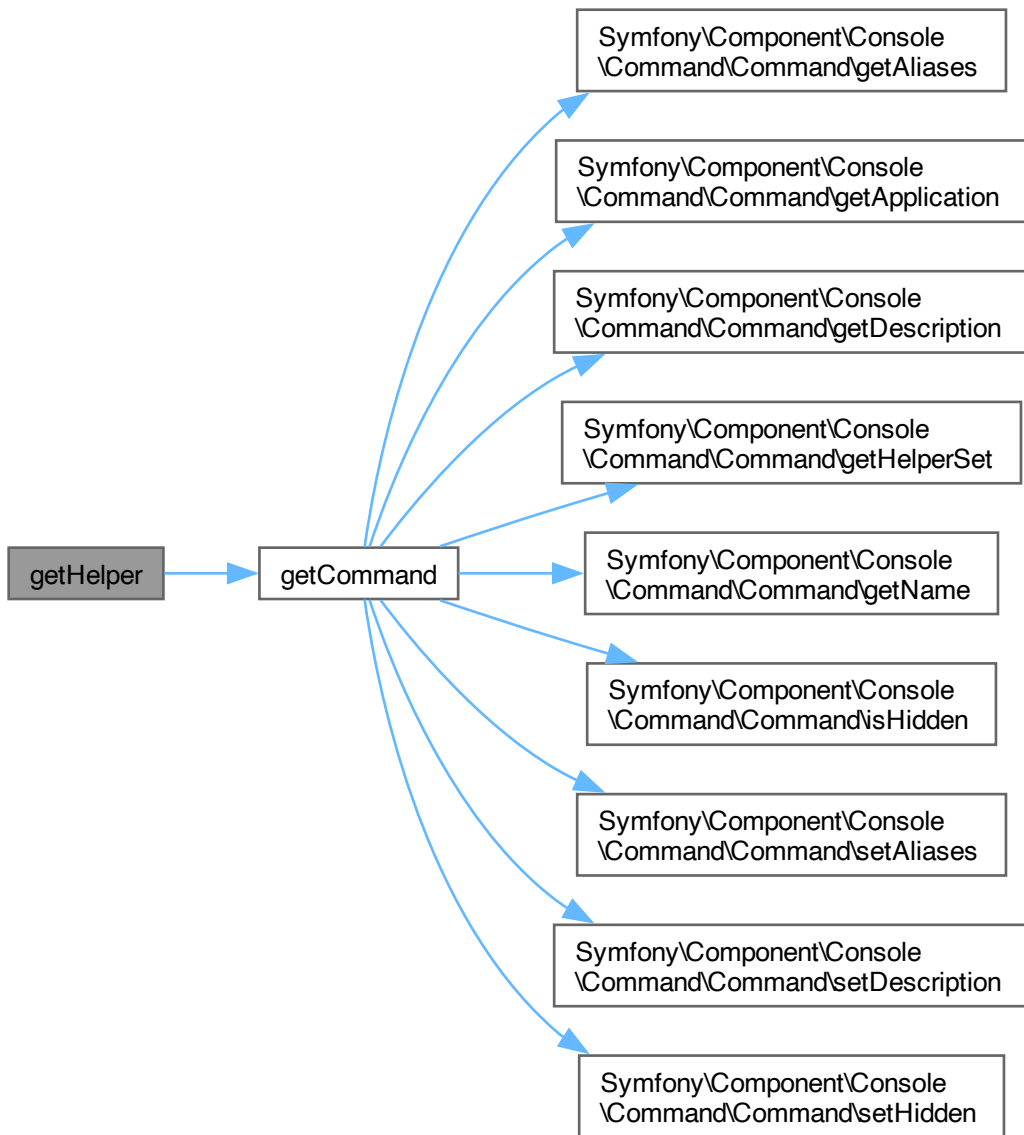 Symfony\Component\Console
\Command\Command\getAliases
Symfony\Component\Console
\Command\Command\getApplication
Symfony\Component\Console
\Command\Command\getDescription
Symfony\Component\Console
\Command\Command\getHelperSet
getHelper
getCommand
Symfony\Component\Console
\Command\Command\getName
Symfony\Component\Console
\Command\Command\isHidden
Symfony\Component\Console
\Command\Command\setAliases
Symfony\Component\Console
\Command\Command\setDescription
Symfony\Component\Console
\Command\Command\setHidden